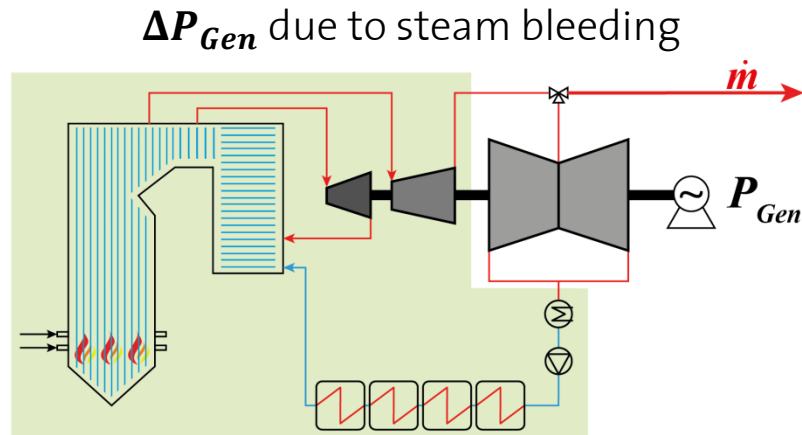 ΔP_Gen due to steam bleeding
ṁ
~ P_Gen